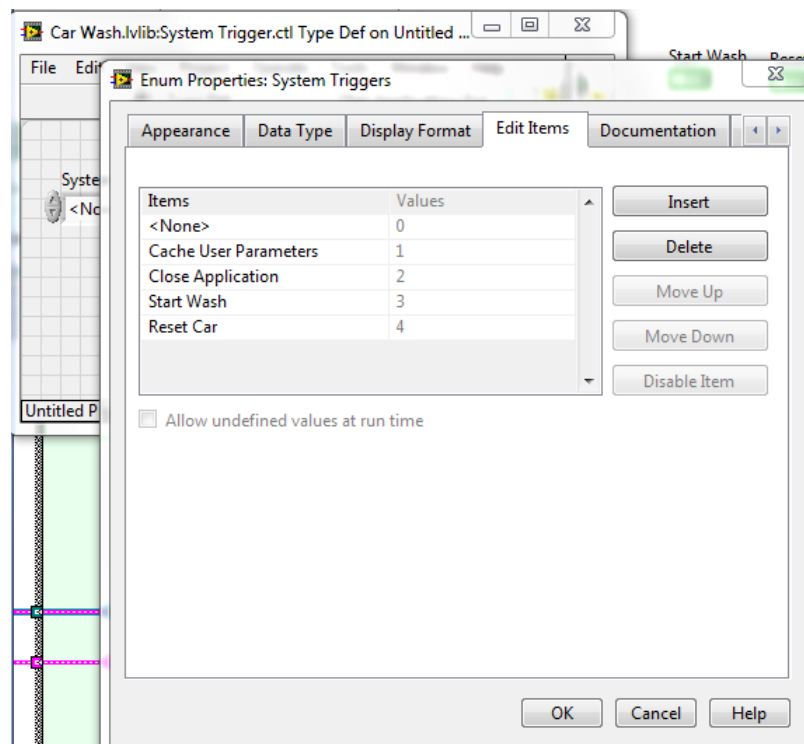 Car Wash.lvlib:System Trigger.ctl Type Def on Untitled ...
File Edit
Start Wash
Enum Properties: System Triggers
Appearance Data Type Display Format Edit Items Documentation
Syste
<No
Items Values
<None> 0
Cache User Parameters 1
Close Application 2
Start Wash 3
Reset Car 4
Insert
Delete
Move Up
Move Down
Disable Item
Untitled P
Allow undefined values at run time
OK Cancel Help